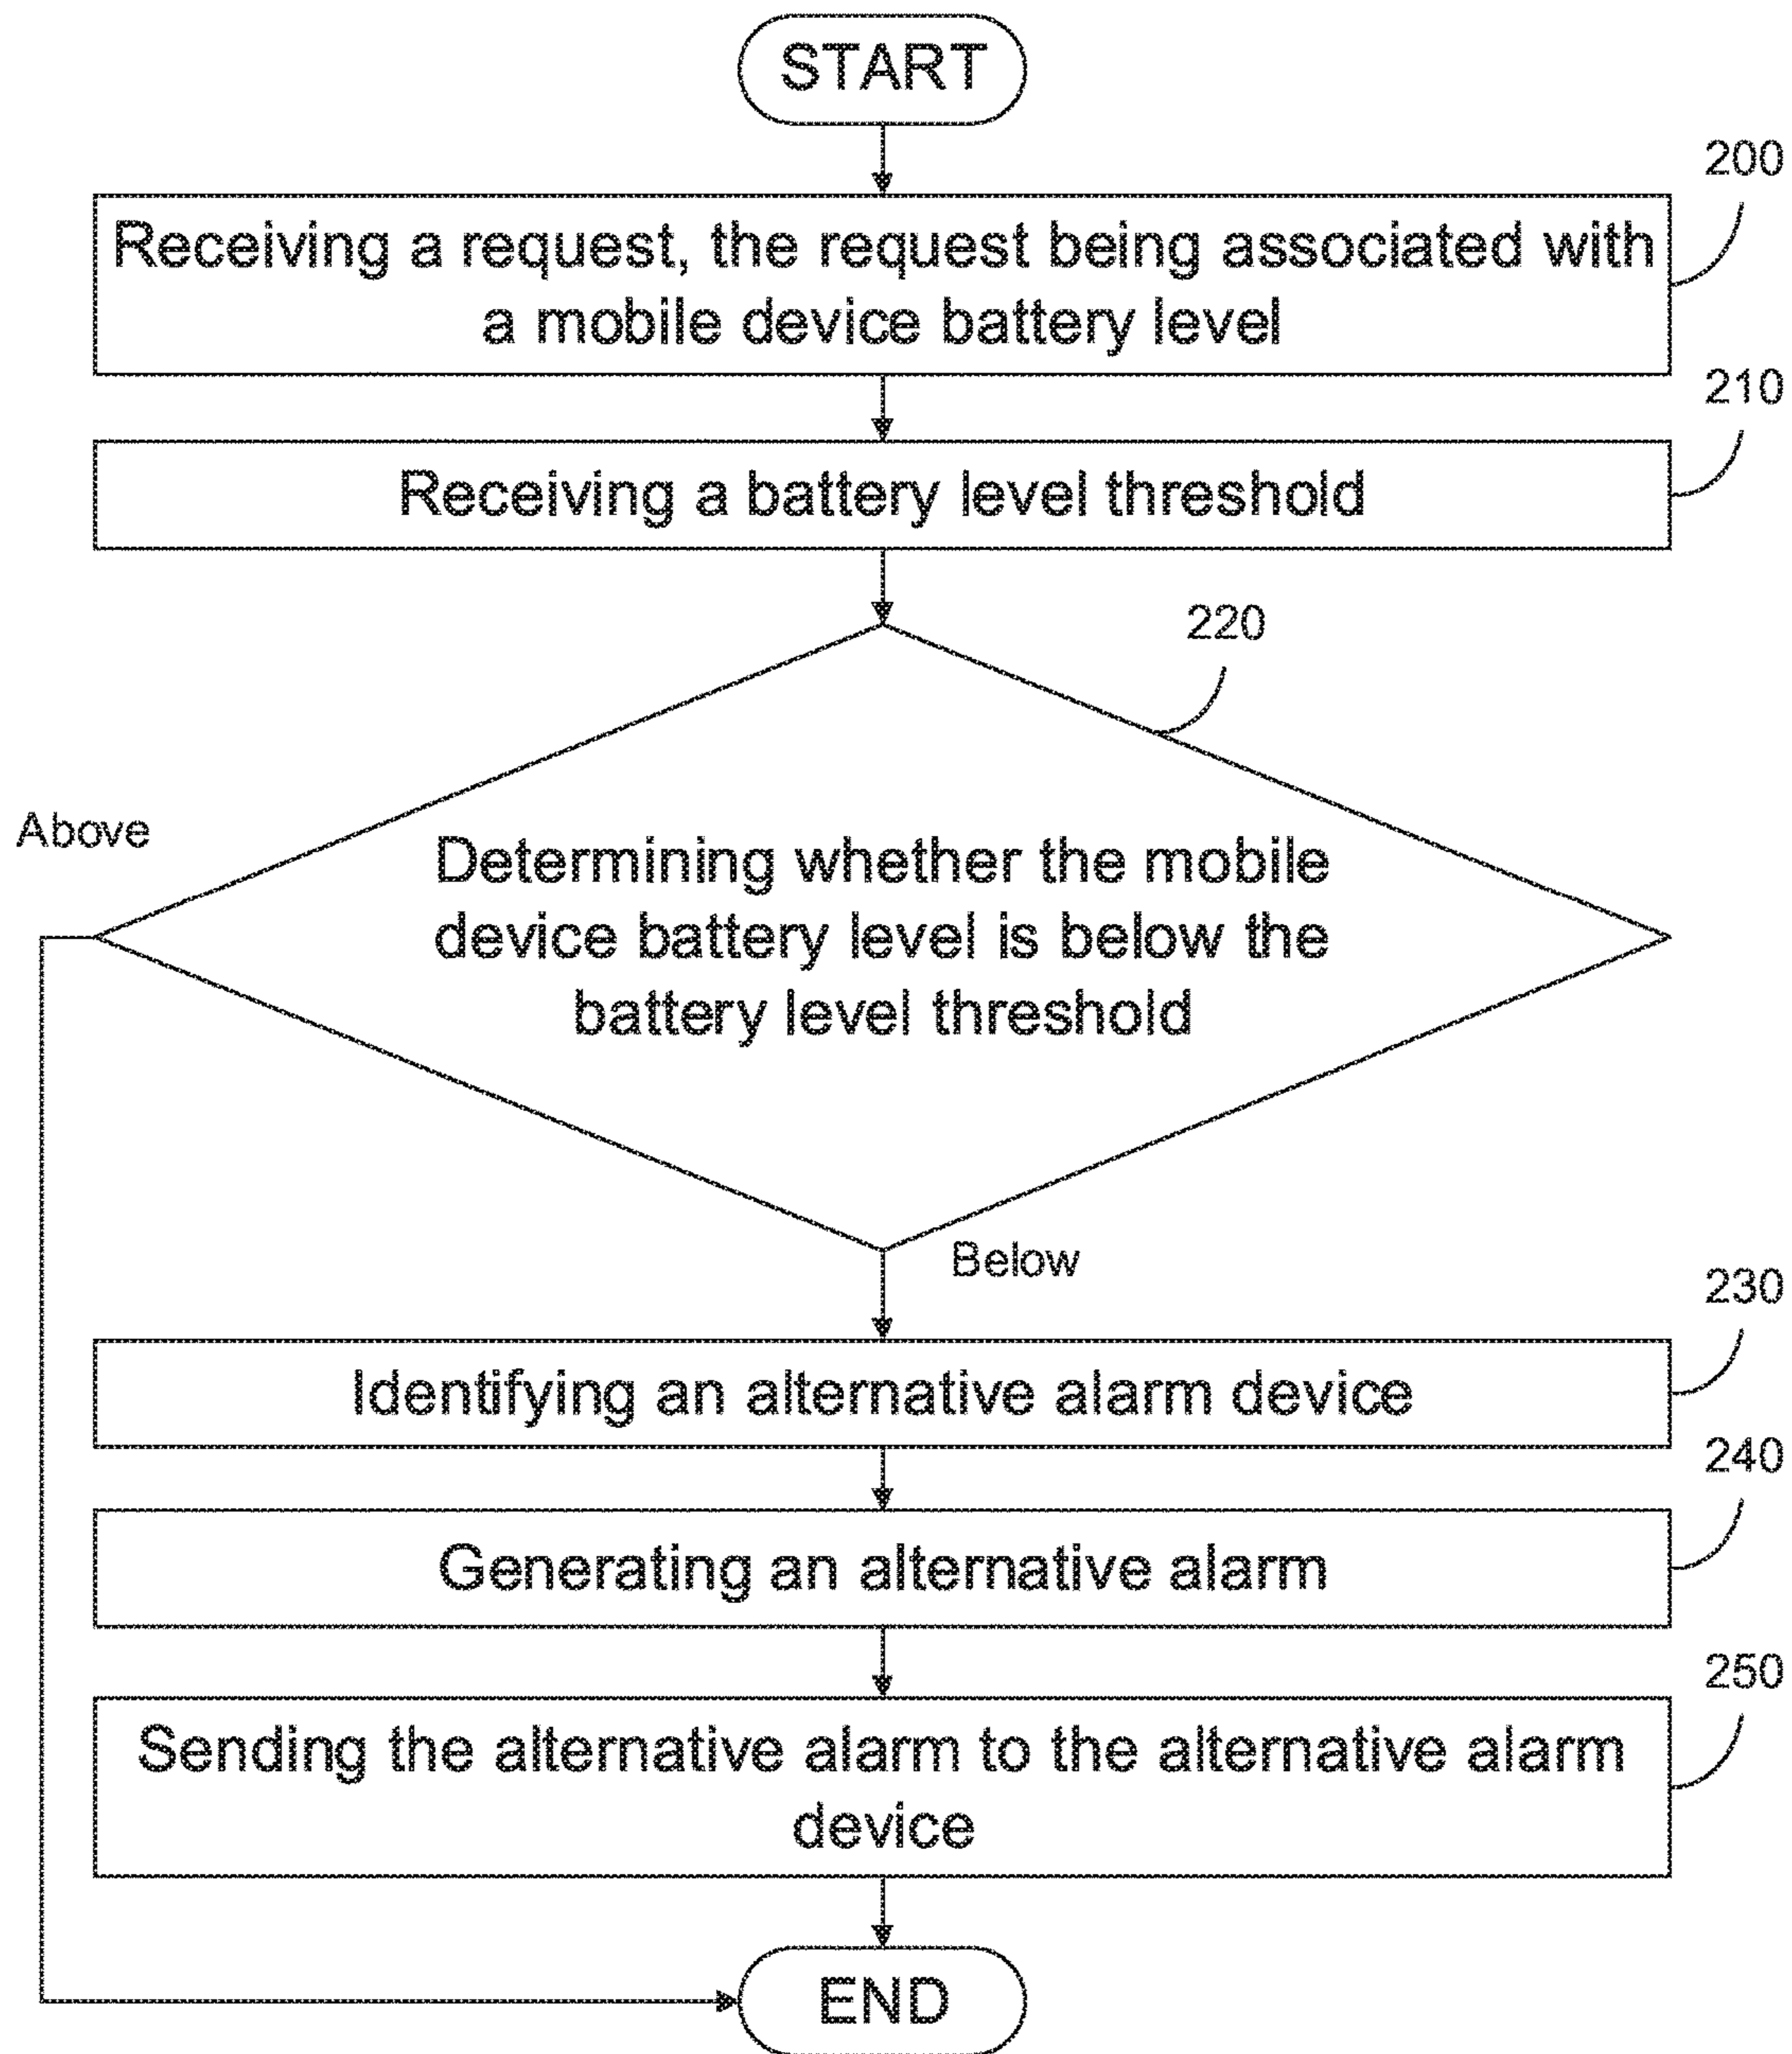 START
200
Receiving a request, the request being associated with
a mobile device battery level
210
Receiving a battery level threshold
220
Above
Determining whether the mobile
device battery level is below the
battery level threshold
Below
230
Identifying an alternative alarm device
240
Generating an alternative alarm
250
Sending the alternative alarm to the alternative alarm
device
END